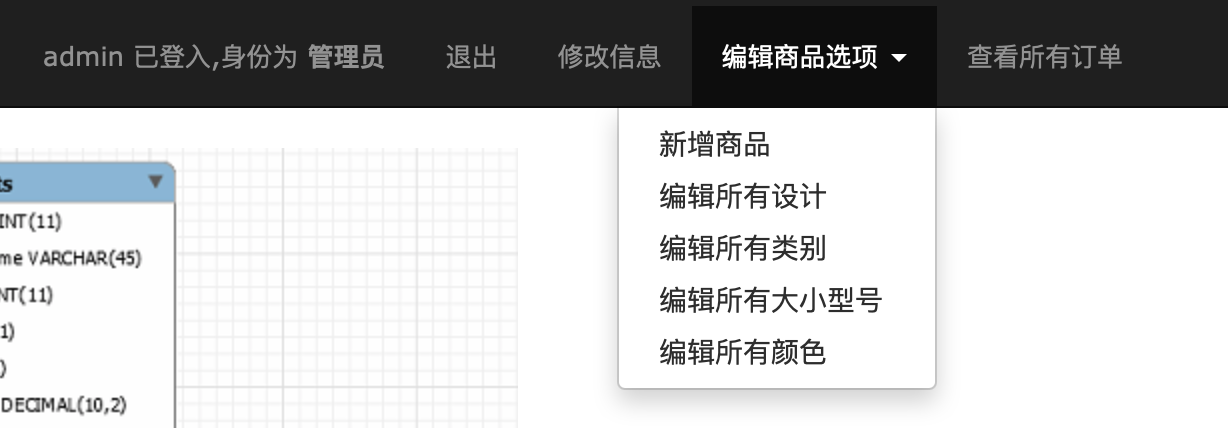 admin 已登入,身份为 管理员 退出 修改信息 编辑商品选项 查看所有订单
新增商品
编辑所有设计
编辑所有类别
编辑所有大小型号
编辑所有颜色
ts
INT(11)
me VARCHAR(45)
NT(11)
1)
)
DECIMAL(10,2)